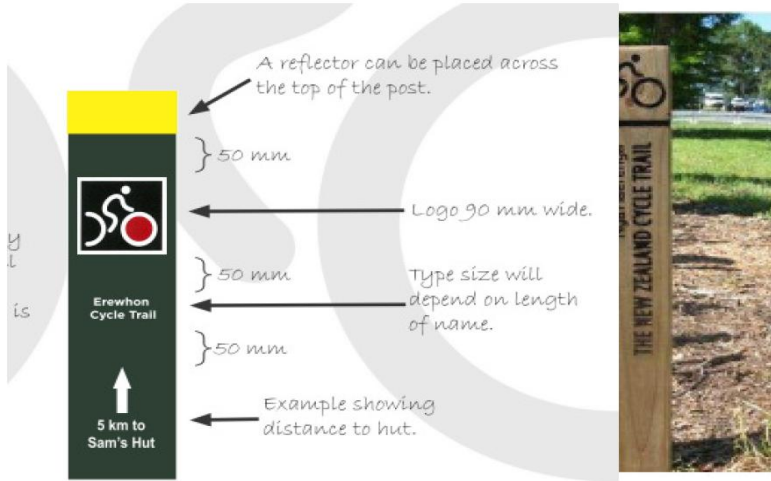 A reflector can be placed across
the top of the post.
50 mm
Logo 90 mm wide.
is
50 mm
Type size will
depend on length
of name.
Erewhon
Cycle Trail
50 mm
Example showing
distance to hut.
5 km to
Sam's Hut
THE NEW ZEALAND CYCLE TRAIL